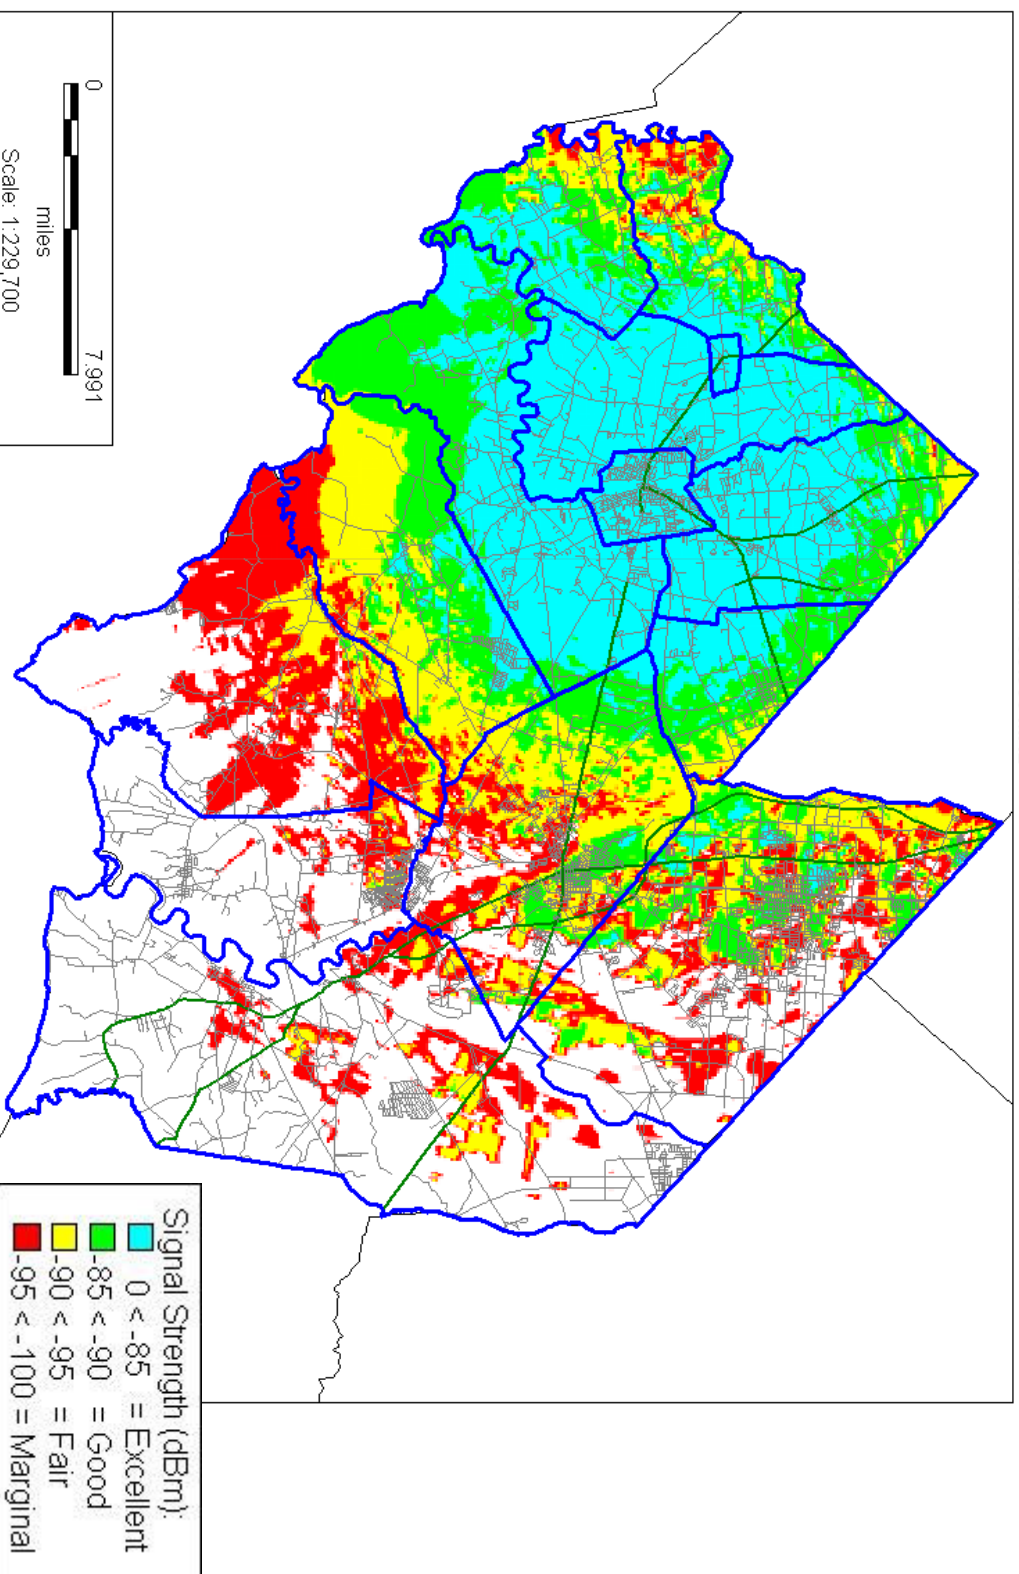 0 7.991
miles
Scale: 1:229,700
Signal Strength (dBm):
0 < -85 = Excellent
-85 < -90 = Good
-90 < -95 = Fair
-95 < -100 = Marginal